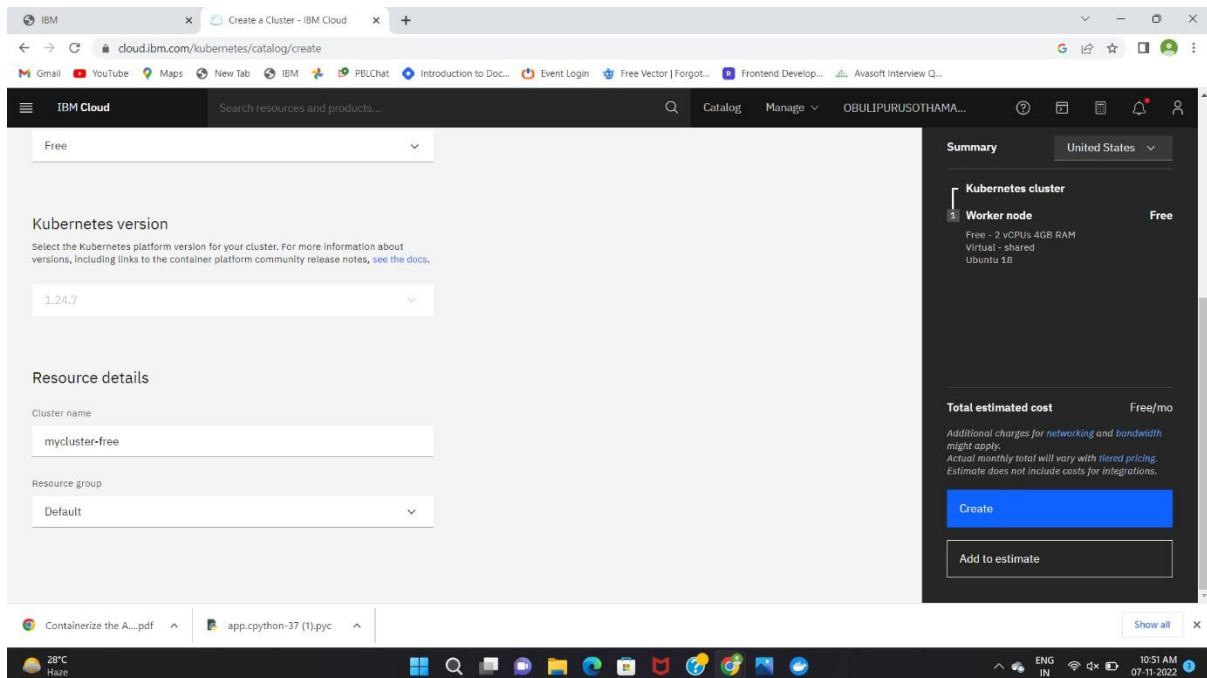 IBM
Create a Cluster - IBM Cloud
cloud.ibm.com/kubernetes/catalog/create
Gmail YouTube Maps New Tab IBM PBLChat Introduction to Doc... Event Login Free Vector | Forgot... Frontend Develop... Avasoft Interview Q...
IBM Cloud Search resources and products... Catalog Manage OBULIPURUSOTHAMA...
Free
Kubernetes version
Select the Kubernetes platform version for your cluster. For more information about
versions, including links to the container platform community release notes, see the docs.
1.24.7
Resource details
Cluster name
mycluster-free
Resource group
Default
Summary United States
Kubernetes cluster
1 Worker node Free
Free - 2 vCPUs 4GB RAM
Virtual - shared
Ubuntu 18
Total estimated cost Free/mo
Additional charges for networking and bandwidth
might apply.
Actual monthly total will vary with tiered pricing.
Estimate does not include costs for integrations.
Create
Add to estimate
Containerize the A....pdf app.cpython-37 (1).pyc Show all
28°C
Haze
ENG
IN
10:51 AM
07-11-2022
3